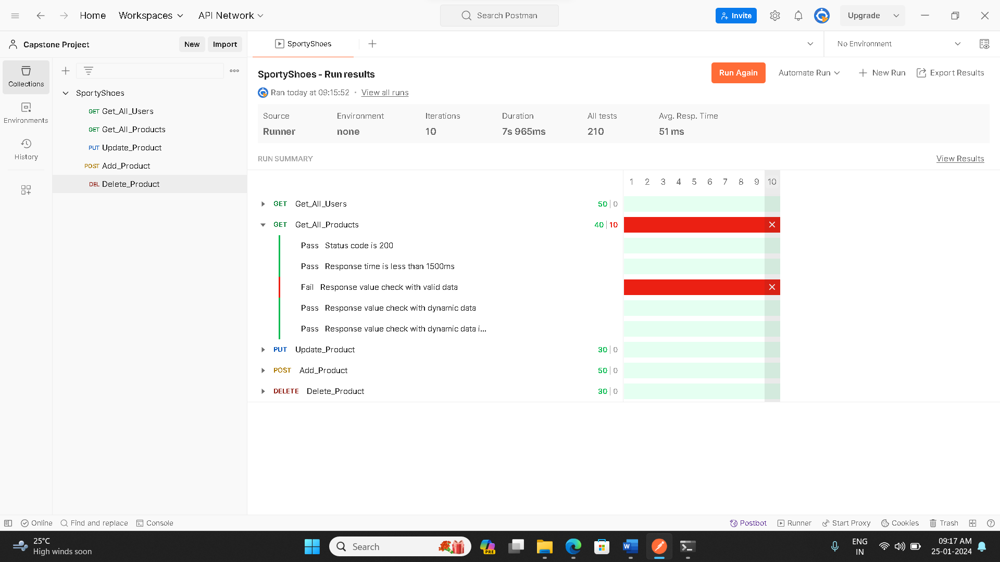 Home Workspaces API Network Search Postman Invite Upgrade
Capstone Project New Import SportyShoes No Environment
Collections
Environments
History
SportyShoes
GET Get_All_Users
GET Get_All_Products
PUT Update_Product
POST Add_Product
DEL Delete_Product
SportyShoes - Run results Run Again Automate Run New Run Export Results
Ran today at 09:15:52 · View all runs
Source Environment Iterations Duration All tests Avg. Resp. Time
Runner none 10 7s 965ms 210 51 ms
RUN SUMMARY View Results
1 2 3 4 5 6 7 8 9 10
GET Get_All_Users 50 | 0
GET Get_All_Products 40 | 10
Pass Status code is 200
Pass Response time is less than 1500ms
Fail Response value check with valid data
Pass Response value check with dynamic data
Pass Response value check with dynamic data i...
PUT Update_Product 30 | 0
POST Add_Product 50 | 0
DELETE Delete_Product 30 | 0
Online Find and replace Console Postbot Runner Start Proxy Cookies Trash
25°C
High winds soon
Search
PRE
ENG
IN
09:17 AM
25-01-2024